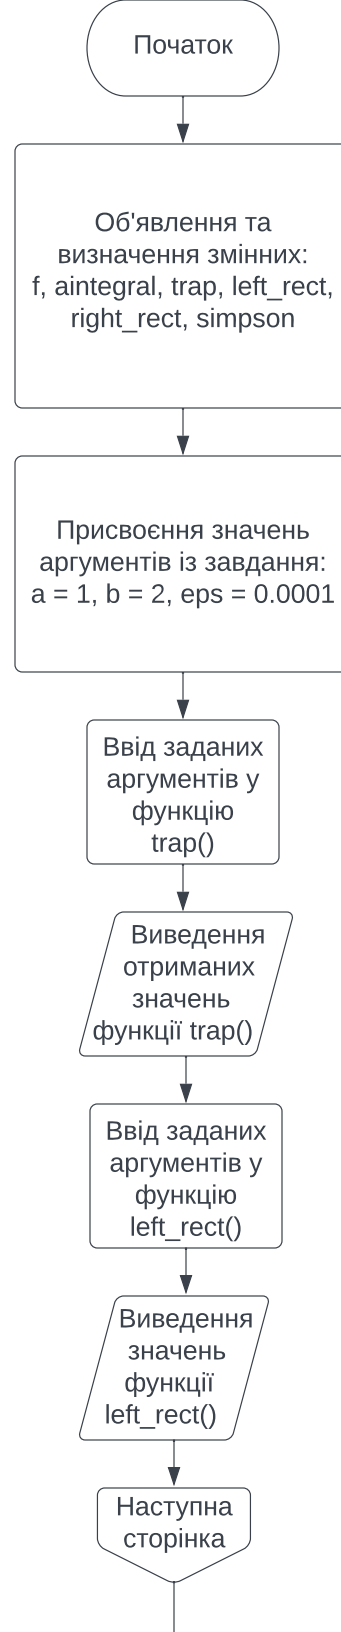 Початок
Об'явлення та
визначення змінних:
f, aintegral, trap, left_rect,
right_rect, simpson
Присвоєння значень
аргументів із завдання:
a = 1, b = 2, eps = 0.0001
Ввід заданих
аргументів у
функцію
trap()
Виведення
отриманих
значень
функції trap()
Ввід заданих
аргументів у
функцію
left_rect()
Виведення
значень
функції
left_rect()
Наступна
сторінка